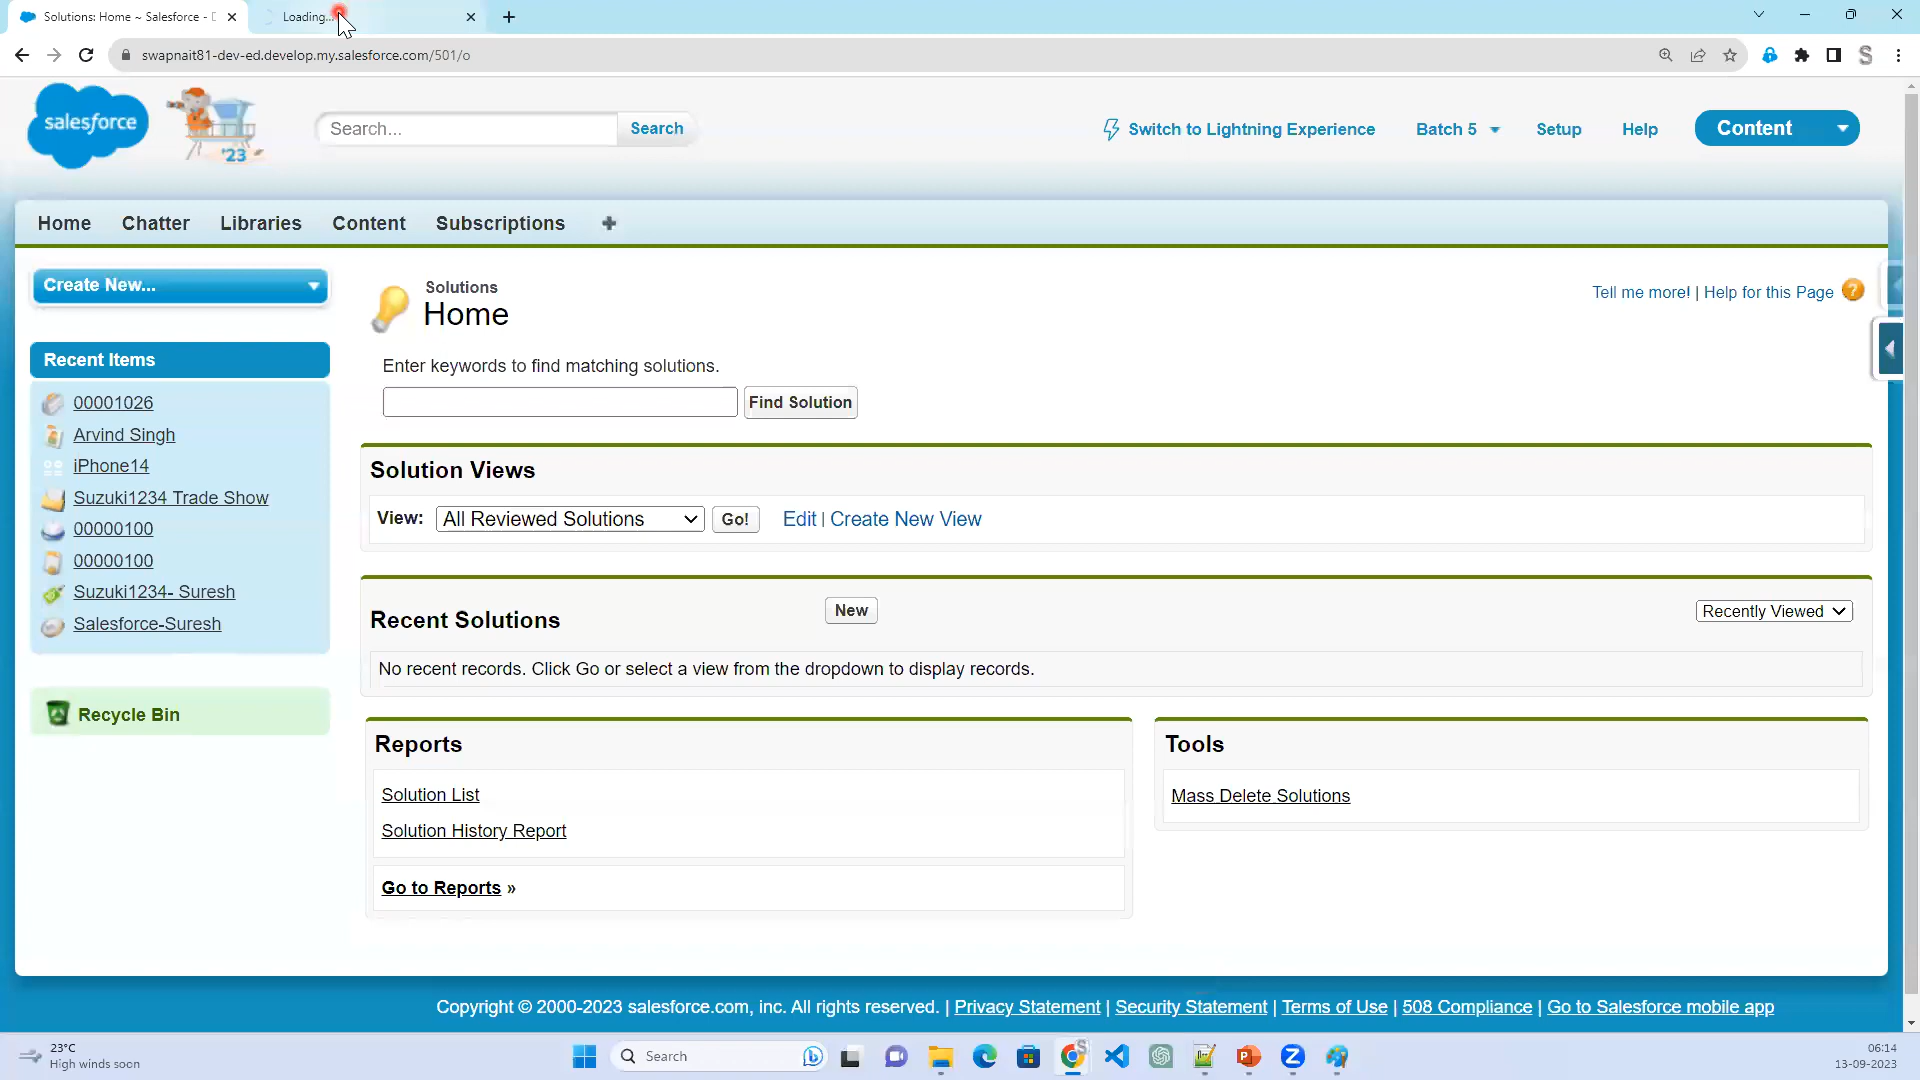 Solutions: Home ~ Salesforce - D
Loading...
swapnait81-dev-ed.develop.my.salesforce.com/501/o
salesforce
'23
Search...
Search
Switch to Lightning Experience
Batch 5
Setup
Help
Content
Home
Chatter
Libraries
Content
Subscriptions
Create New...
Solutions
Home
Tell me more! | Help for this Page
Enter keywords to find matching solutions.
Find Solution
Recent Items
00001026
Arvind Singh
iPhone14
Suzuki1234 Trade Show
00000100
00000100
Suzuki1234- Suresh
Salesforce-Suresh
Recycle Bin
Solution Views
View: All Reviewed Solutions Go! Edit | Create New View
Recent Solutions
New
Recently Viewed
No recent records. Click Go or select a view from the dropdown to display records.
Reports
Solution List
Solution History Report
Go to Reports »
Tools
Mass Delete Solutions
Copyright © 2000-2023 salesforce.com, inc. All rights reserved. | Privacy Statement | Security Statement | Terms of Use | 508 Compliance | Go to Salesforce mobile app
23°C
High winds soon
Search
06:14
13-09-2023